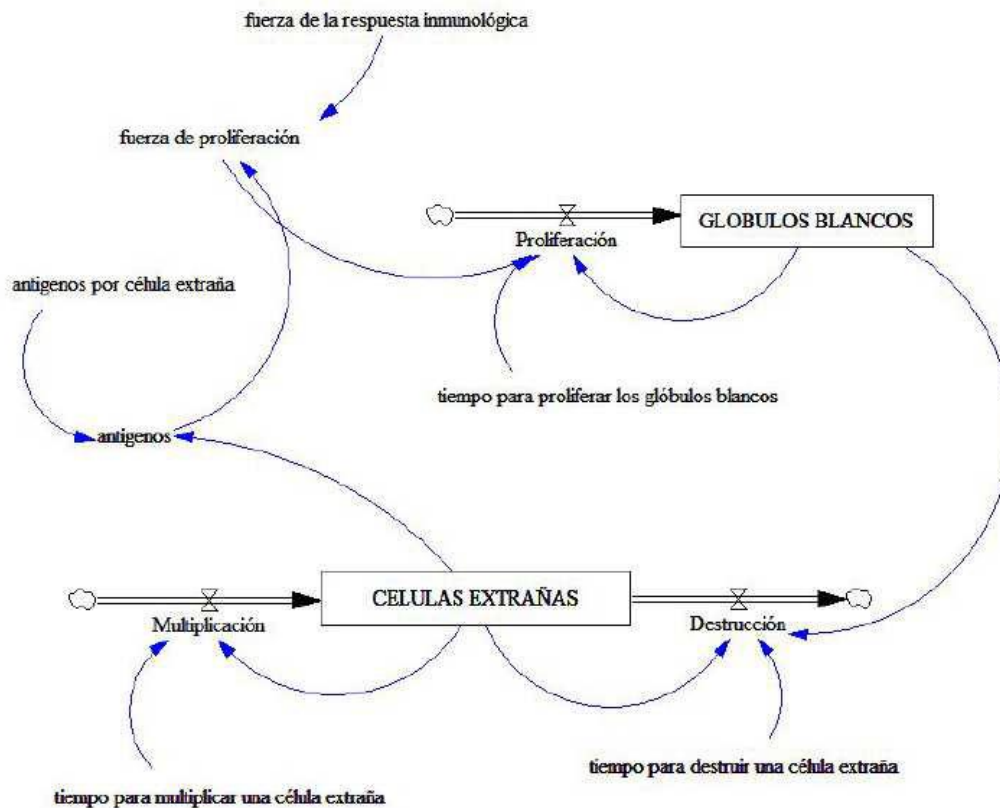 fuerza de la respuesta inmunológica
fuerza de proliferación
GLOBULOS BLANCOS
Proliferación
antigenos por célula extraña
tiempo para proliferar los glóbulos blancos
antigenos
CELULAS EXTRAÑAS
Multiplicación
Destrucción
tiempo para destruir una célula extraña
tiempo para multiplicar una célula extraña